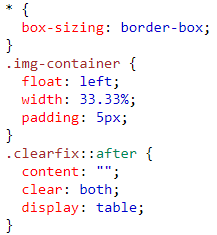 * {
  box-sizing: border-box;
}
.img-container {
  float: left;
  width: 33.33%;
  padding: 5px;
}
.clearfix::after {
  content: "";
  clear: both;
  display: table;
}